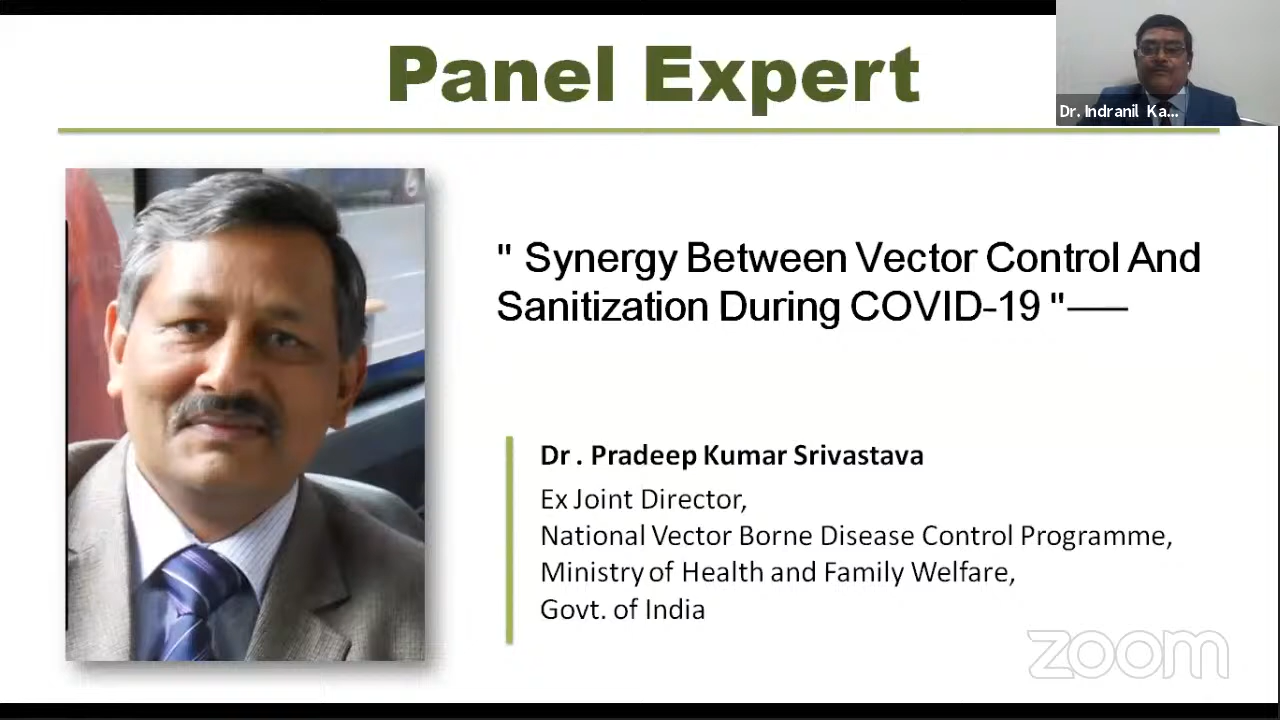 Panel Expert
Dr. Indranil Ka...
" Synergy Between Vector Control And
Sanitization During COVID-19 "—–
Dr . Pradeep Kumar Srivastava
Ex Joint Director,
National Vector Borne Disease Control Programme,
Ministry of Health and Family Welfare,
Govt. of India
zoom